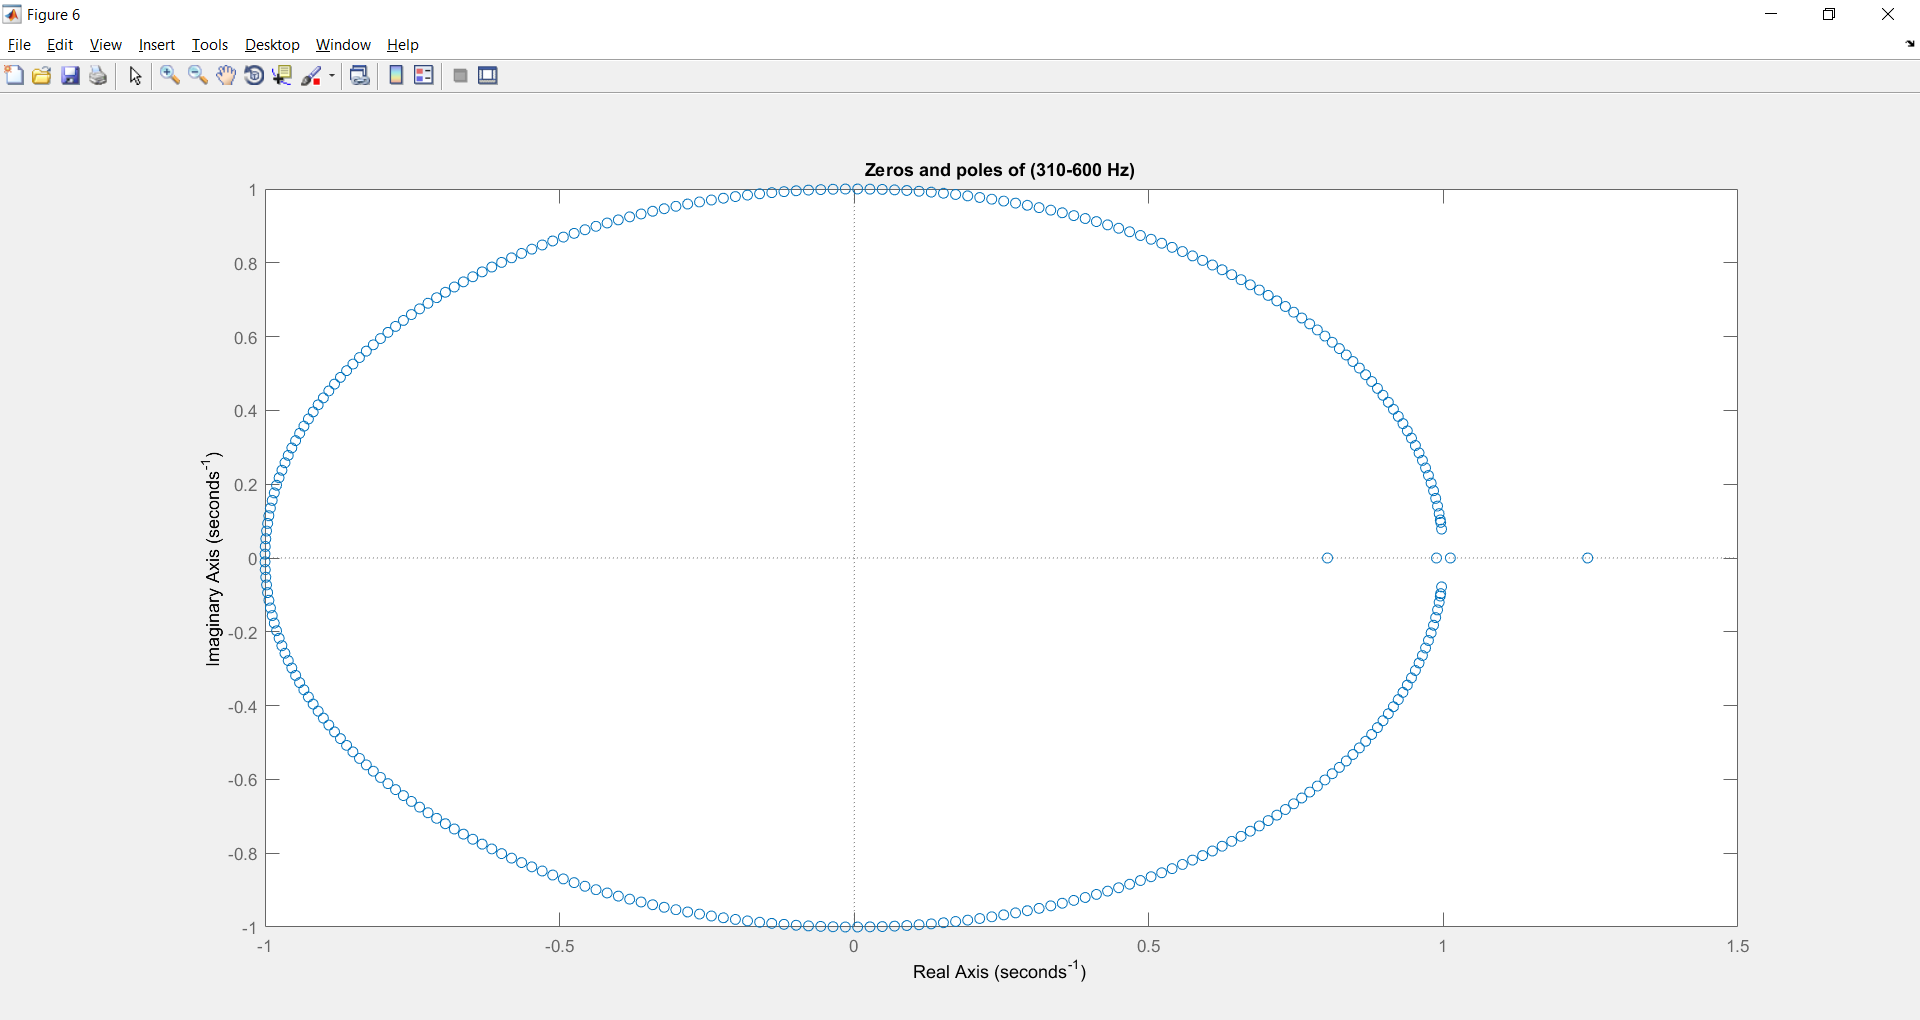 Figure 6
File Edit View Insert Tools Desktop Window Help
Zeros and poles of (310-600 Hz)
1
0.8
0.6
0.4
0.2
0
-0.2
-0.4
-0.6
-0.8
-1
Imaginary Axis (seconds⁻¹)
-1 -0.5 0 0.5 1 1.5
Real Axis (seconds⁻¹)